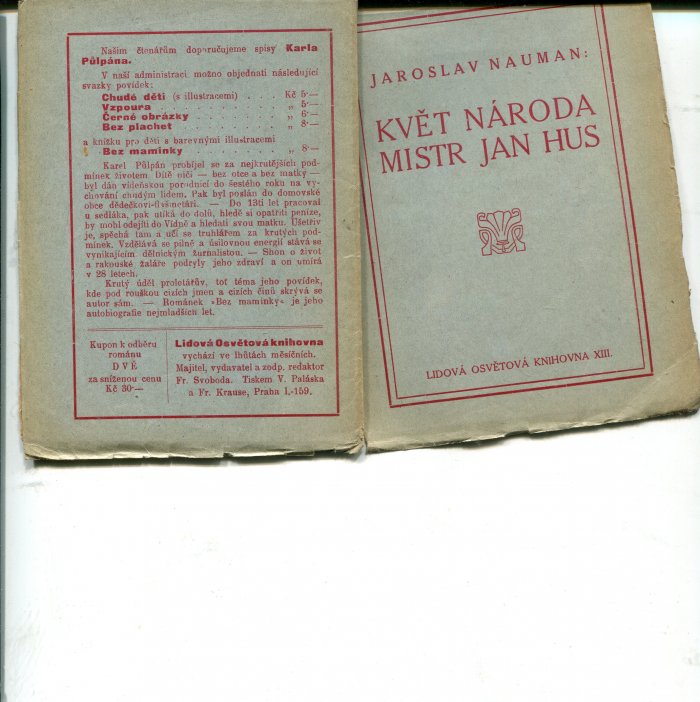 Našim čtenářům doporučujeme spisy Karla
Půlpána.
V naší administraci možno objednati následující
svazky povídek:
Chudé děti (s illustracemi) . . . . Kč 5·—
Vzpoura . . . . . . . . . . „ 5·—
Černé obrázky . . . . . . . . „ 6·—
Bez plachet . . . . . . . . . „ 8·—
a knížku pro děti s barevnými illustracemi
Bez maminky . . . . . . . . „ 8·—
Karel Půlpán probíjel se za nejkrutějších pod-
mínek životem. Dítě ničí — bez otce a bez matky —
byl dán vídeňskou porodnicí do šestého roku na vy-
chování chudým lidem. Pak byl poslán do domovské
obce dědečkovi-flašinetáři. — Do 13ti let pracoval
u sedláka, pak utíká do dolů, hledě si opatřiti peníze,
by mohl odejíti do Vídně a hledati svou matku. Ušetřiv
je, spěchá tam a učí se truhlářem za krutých pod-
mínek. Vzdělává se pilně a úsilovnou energií stává se
vynikajícím dělnickým žurnalistou. — Shon o život
a rakouské žaláře podryly jeho zdraví a on umírá
v 28 letech.
Krutý úděl proletářův, toť téma jeho povídek,
kde pod rouškou cizích jmen a cizích činů skrývá se
autor sám. — Románek »Bez maminky« je jeho
autobiografie nejmladších let.
Kupon k odběru
románu
DVĚ
za sníženou cenu
Kč 30·—
Lidová Osvětová knihovna
vychází ve lhůtách měsíčních.
Majitel, vydavatel a zodp. redaktor
Fr. Svoboda. Tiskem V. Paláska
a Fr. Krause, Praha I.-159.
JAROSLAV NAUMAN:
KVĚT NÁRODA
MISTR JAN HUS
LIDOVÁ OSVĚTOVÁ KNIHOVNA XIII.